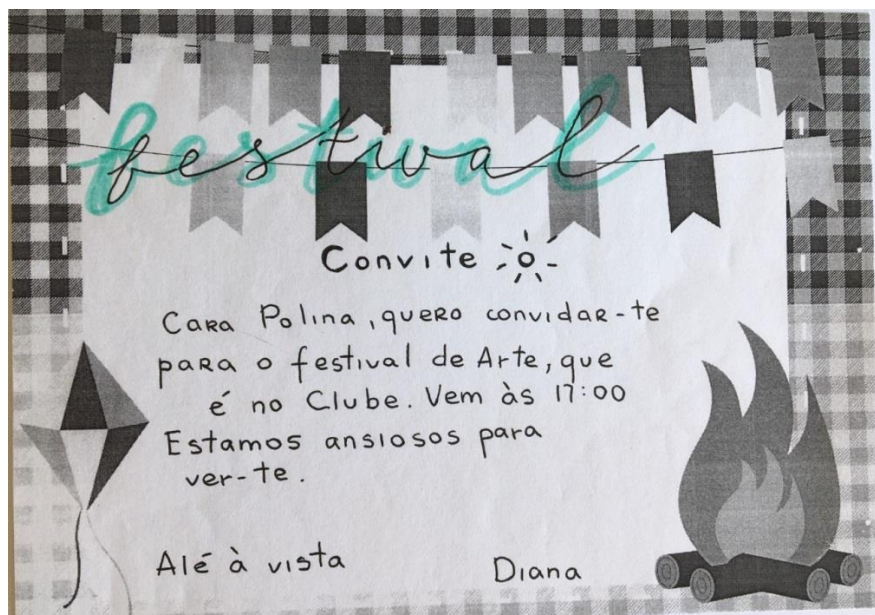 festival
Convite
Cara Polina, quero convidar-te
para o festival de Arte, que
é no Clube. Vem às 17:00
Estamos ansiosos para
ver-te.
Alé à vista
Diana